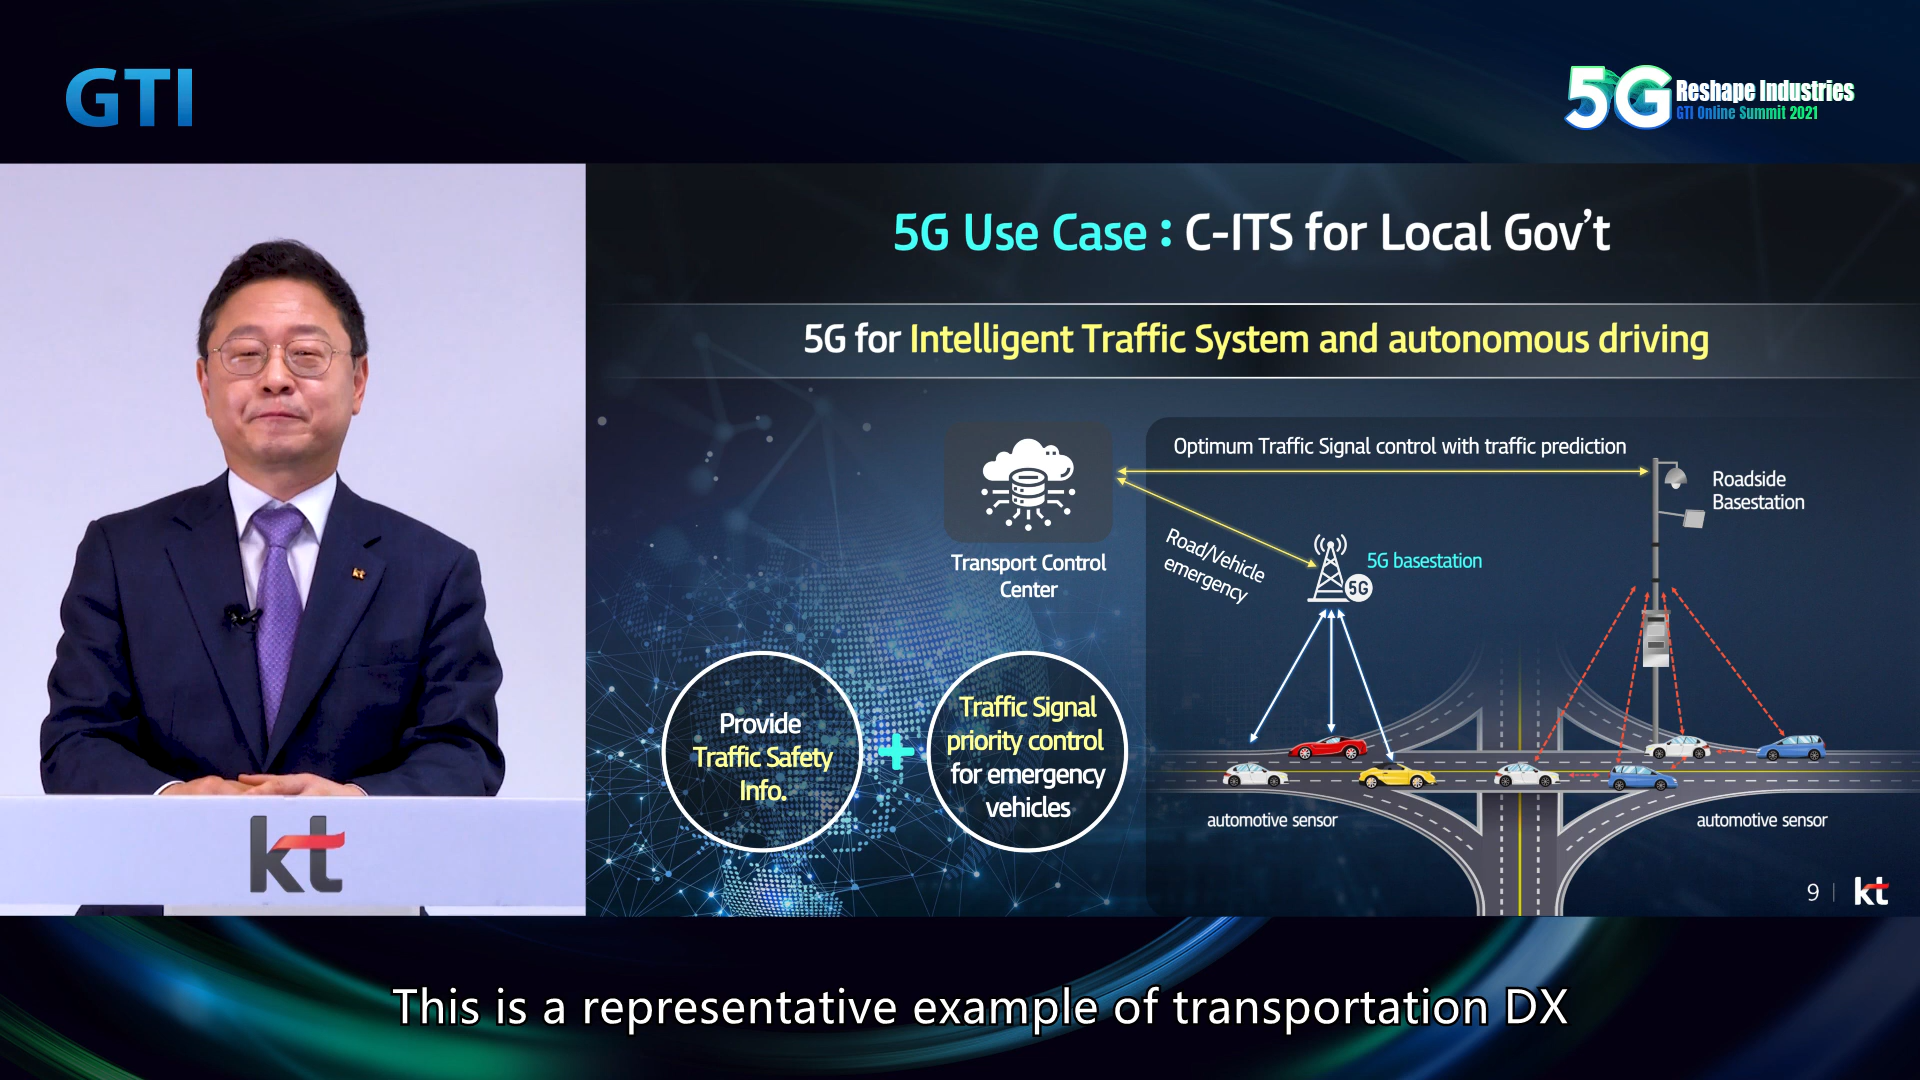 GTI
5G
Reshape Industries
GTI Online Summit 2021
5G Use Case : C-ITS for Local Gov't
5G for Intelligent Traffic System and autonomous driving
Optimum Traffic Signal control with traffic prediction
Roadside
Basestation
Road/Vehicle
emergency
5G basestation
5G
Transport Control
Center
Provide
Traffic Safety
Info.
Traffic Signal
priority control
for emergency
vehicles
automotive sensor
automotive sensor
kt
kt
9 | kt
This is a representative example of transportation DX